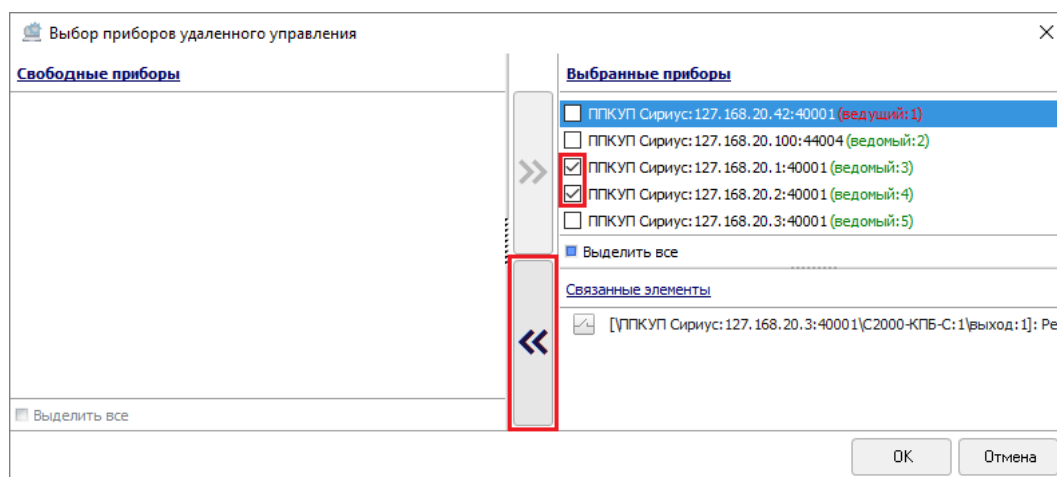 Выбор приборов удаленного управления
Свободные приборы
Выделить все
Выбранные приборы
ППКУП Сириус:127.168.20.42:40001 (ведущий:1)
ППКУП Сириус:127.168.20.100:44004 (ведомый:2)
ППКУП Сириус:127.168.20.1:40001 (ведомый:3)
ППКУП Сириус:127.168.20.2:40001 (ведомый:4)
ППКУП Сириус:127.168.20.3:40001 (ведомый:5)
Выделить все
Связанные элементы
[\ППКУП Сириус:127.168.20.3:40001\С2000-КПБ-С:1\выход:1]: Ре
ОК
Отмена